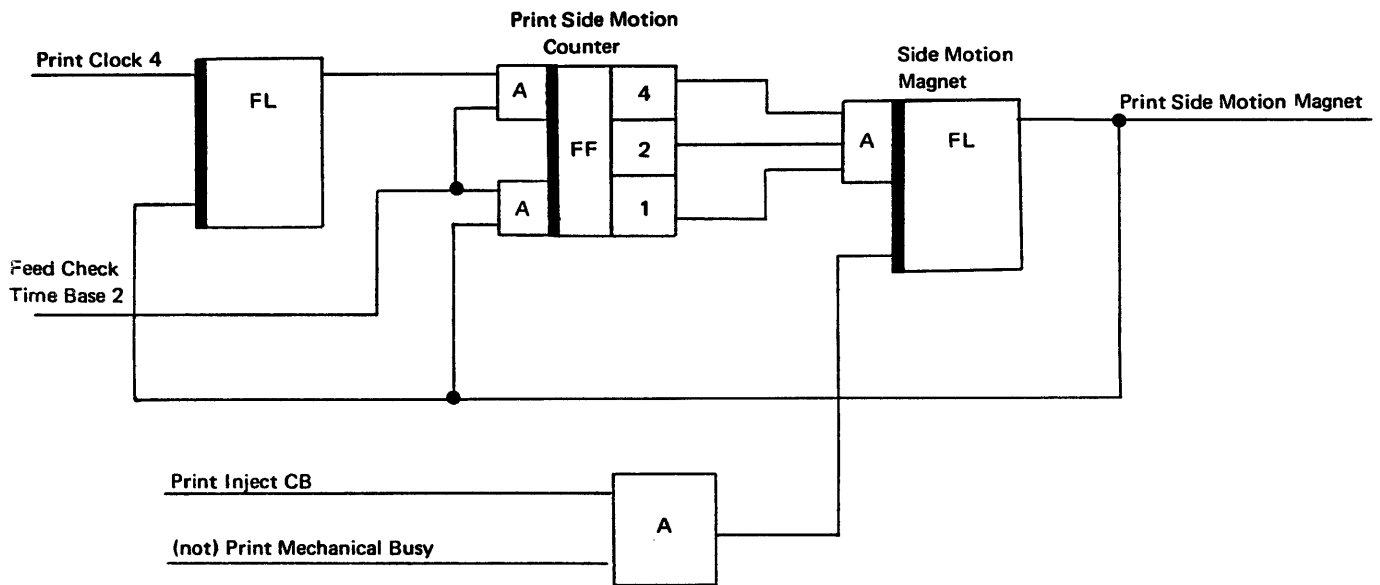 Print Side Motion
Counter
Print Clock 4
FL
A
A
FF
4
2
1
Side Motion
Magnet
A
FL
Print Side Motion Magnet
Feed Check
Time Base 2
Print Inject CB
(not) Print Mechanical Busy
A